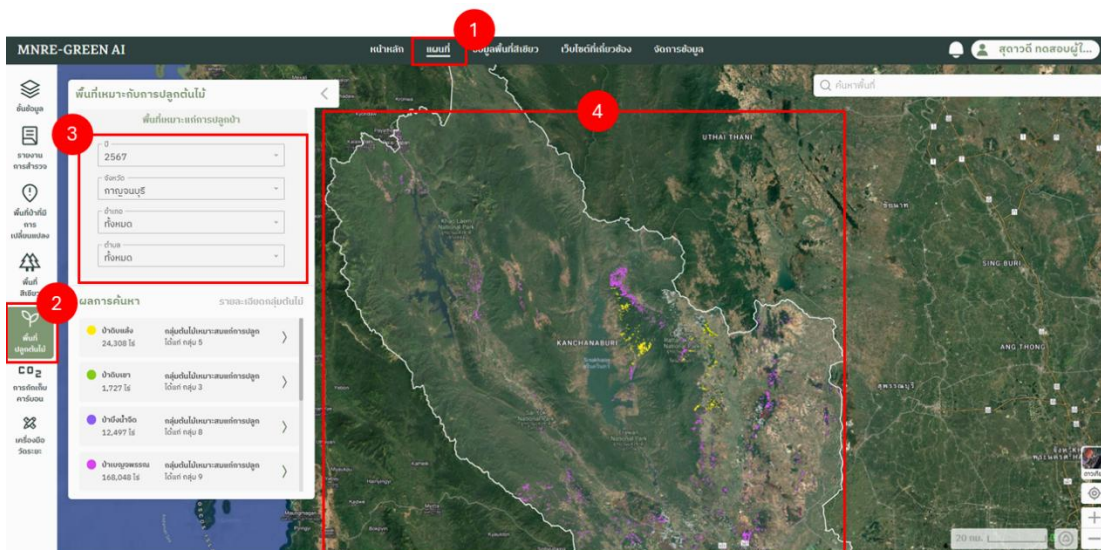 1
MNRE-GREEN AI
หน้าหลัก
แผนที่
ข้อมูลพื้นที่สีเขียว
เว็บไซต์ที่เกี่ยวข้อง
จัดการข้อมูล
สุดาวดี ทดสอบผู้ใ...
ชั้นข้อมูล
รายงาน
การสำรวจ
พื้นที่ป่าที่มี
การ
เปลี่ยนแปลง
พื้นที่
2
พื้นที่
ปลูกต้นไม้
CO2
การกักเก็บ
คาร์บอน
เครื่องมือ
วัดระยะ
พื้นที่เหมาะกับการปลูกต้นไม้
พื้นที่เหมาะแก่การปลูกป่า
3
ปี
2567
จังหวัด
กาญจนบุรี
อำเภอ
ทั้งหมด
ตำบล
ทั้งหมด
ผลการค้นหา
รายละเอียดกลุ่มต้นไม้
ป่าดิบแล้ง
24,308 ไร่
กลุ่มต้นไม้เหมาะสมแก่การปลูก
ได้แก่ กลุ่ม 5
ป่าดิบเขา
1,727 ไร่
กลุ่มต้นไม้เหมาะสมแก่การปลูก
ได้แก่ กลุ่ม 3
ป่าบึงน้ำจืด
12,497 ไร่
กลุ่มต้นไม้เหมาะสมแก่การปลูก
ได้แก่ กลุ่ม 8
ป่าเบญจพรรณ
168,048 ไร่
กลุ่มต้นไม้เหมาะสมแก่การปลูก
ได้แก่ กลุ่ม 9
4
ค้นหาพื้นที่
UTHAI THANI
ชัยนาท
SING BURI
KANCHANABURI
ANG THONG
สุพรรณบุรี
Khao Laem
National Park
20 กม.